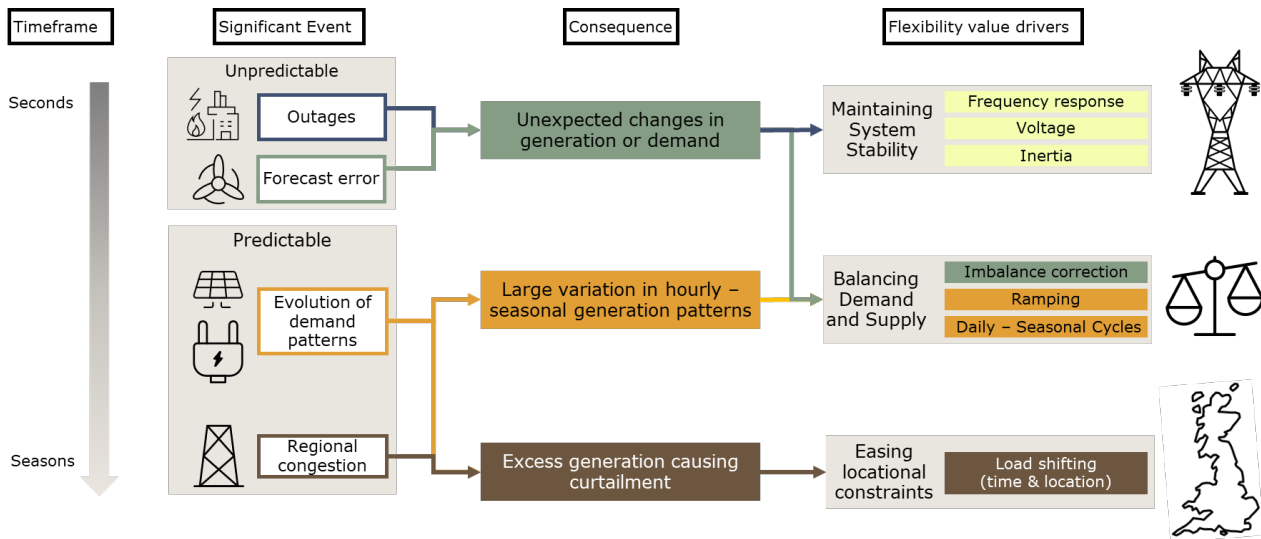 Timeframe
Significant Event
Consequence
Flexibility value drivers
Seconds
Seasons
Unpredictable
Outages
Forecast error
Predictable
Evolution of
demand
patterns
Regional
congestion
Unexpected changes in
generation or demand
Large variation in hourly –
seasonal generation patterns
Excess generation causing
curtailment
Maintaining
System
Stability
Frequency response
Voltage
Inertia
Balancing
Demand
and Supply
Imbalance correction
Ramping
Daily – Seasonal Cycles
Easing
locational
constraints
Load shifting
(time & location)